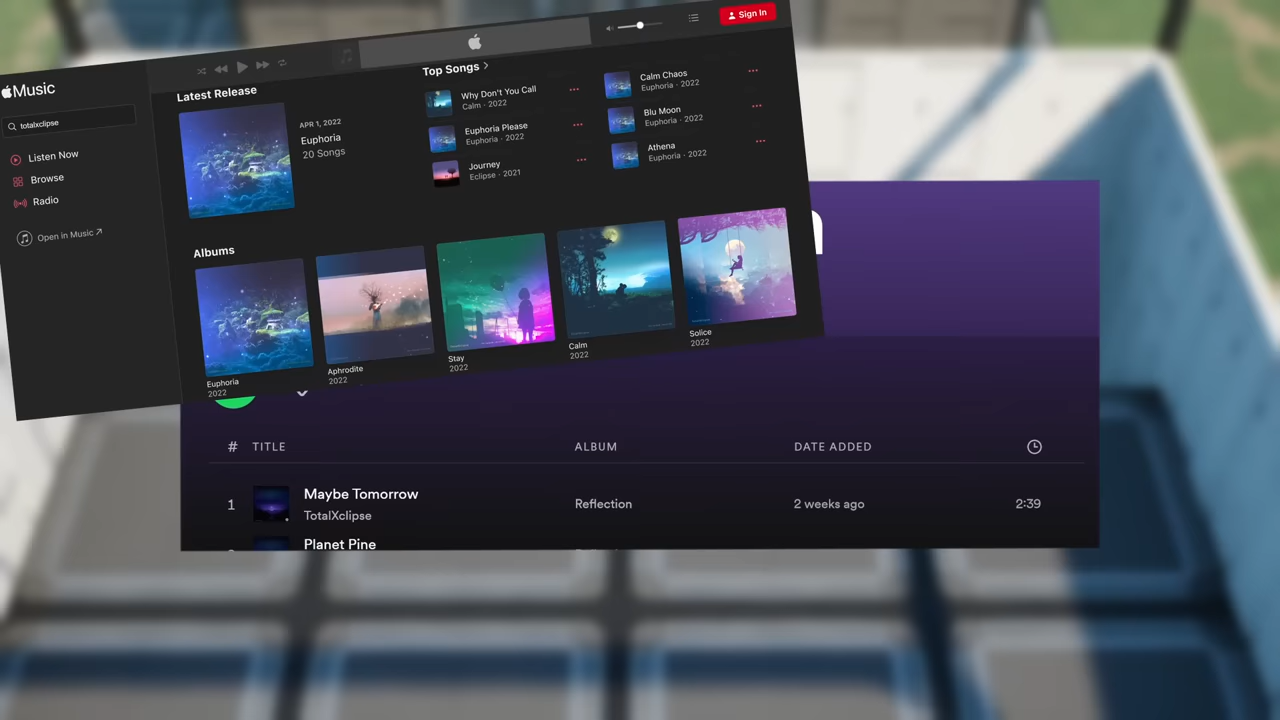 Music
totalxclipse
Listen Now
Browse
Radio
Open in Music
Sign In
Latest Release
APR 1, 2022
Euphoria
20 Songs
Top Songs
Why Don't You Call
Calm · 2022
Euphoria Please
Euphoria · 2022
Journey
Eclipse · 2021
Calm Chaos
Euphoria · 2022
Blu Moon
Euphoria · 2022
Athena
Euphoria · 2022
Albums
Euphoria
2022
Aphrodite
2022
Stay
2022
Calm
2022
Solice
2022
# TITLE ALBUM DATE ADDED
1 Maybe Tomorrow Reflection 2 weeks ago 2:39
TotalXclipse
Planet Pine